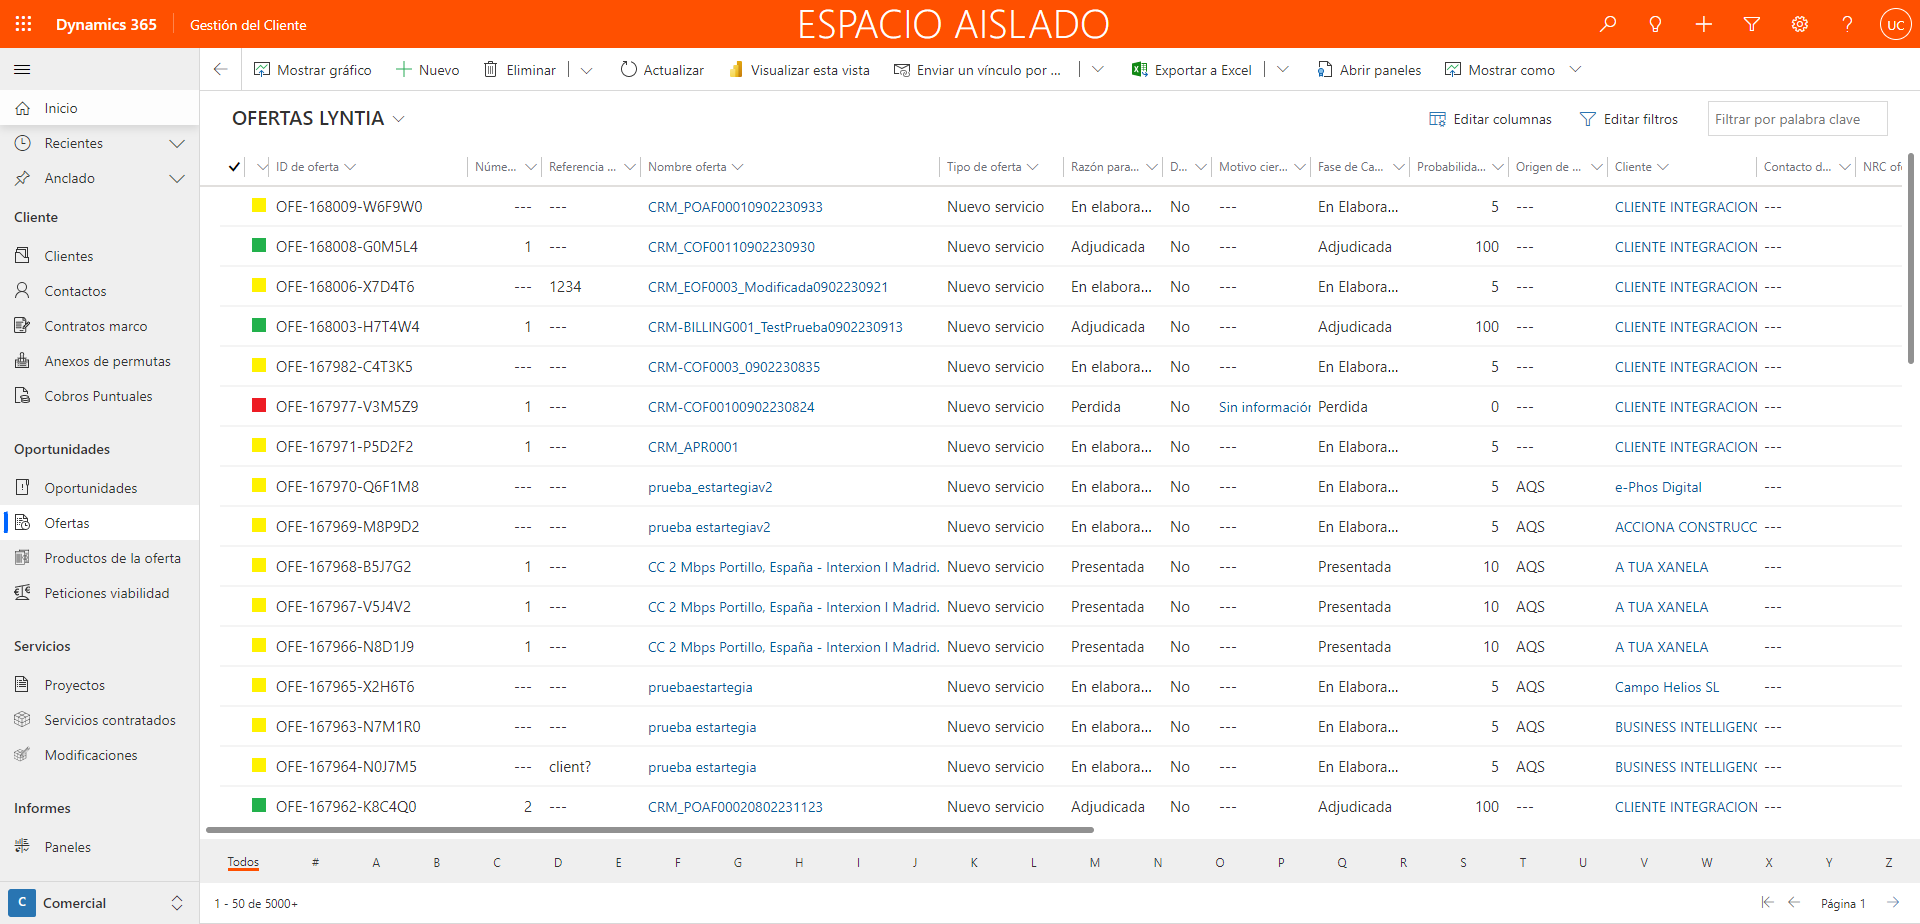 Dynamics 365 Gestión del Cliente ESPACIO AISLADO ? UC
Mostrar gráfico Nuevo Eliminar Actualizar Visualizar esta vista Enviar un vínculo por ... Exportar a Excel Abrir paneles Mostrar como
Inicio
Recientes
Anclado
Cliente
Clientes
Contactos
Contratos marco
Anexos de permutas
Cobros Puntuales
Oportunidades
Oportunidades
Ofertas
Productos de la oferta
Peticiones viabilidad
Servicios
Proyectos
Servicios contratados
Modificaciones
Informes
Paneles
C Comercial
OFERTAS LYNTIA Editar columnas Editar filtros Filtrar por palabra clave
ID de oferta Núme... Referencia ... Nombre oferta Tipo de oferta Razón para... D... Motivo cier... Fase de Ca... Probabilida... Origen de ... Cliente Contacto d... NRC of
OFE-168009-W6F9W0 --- --- CRM_POAF00010902230933 Nuevo servicio En elabora... No --- En Elabora... 5 --- CLIENTE INTEGRACION ---
OFE-168008-G0M5L4 1 --- CRM_COF00110902230930 Nuevo servicio Adjudicada No --- Adjudicada 100 --- CLIENTE INTEGRACION ---
OFE-168006-X7D4T6 --- 1234 CRM_EOF0003_Modificada0902230921 Nuevo servicio En elabora... No --- En Elabora... 5 --- CLIENTE INTEGRACION ---
OFE-168003-H7T4W4 1 --- CRM-BILLING001_TestPrueba0902230913 Nuevo servicio Adjudicada No --- Adjudicada 100 --- CLIENTE INTEGRACION ---
OFE-167982-C4T3K5 --- --- CRM-COF0003_0902230835 Nuevo servicio En elabora... No --- En Elabora... 5 --- CLIENTE INTEGRACION ---
OFE-167977-V3M5Z9 1 --- CRM-COF00100902230824 Nuevo servicio Perdida No Sin información Perdida 0 --- CLIENTE INTEGRACION ---
OFE-167971-P5D2F2 1 --- CRM_APR0001 Nuevo servicio En elabora... No --- En Elabora... 5 --- CLIENTE INTEGRACION ---
OFE-167970-Q6F1M8 --- --- prueba_estartegiav2 Nuevo servicio En elabora... No --- En Elabora... 5 AQS e-Phos Digital ---
OFE-167969-M8P9D2 --- --- prueba estartegiav2 Nuevo servicio En elabora... No --- En Elabora... 5 AQS ACCIONA CONSTRUCC ---
OFE-167968-B5J7G2 1 --- CC 2 Mbps Portillo, España - Interxion I Madrid. Nuevo servicio Presentada No --- Presentada 10 AQS A TUA XANELA ---
OFE-167967-V5J4V2 1 --- CC 2 Mbps Portillo, España - Interxion I Madrid. Nuevo servicio Presentada No --- Presentada 10 AQS A TUA XANELA ---
OFE-167966-N8D1J9 1 --- CC 2 Mbps Portillo, España - Interxion I Madrid. Nuevo servicio Presentada No --- Presentada 10 AQS A TUA XANELA ---
OFE-167965-X2H6T6 --- --- pruebaestartegia Nuevo servicio En elabora... No --- En Elabora... 5 AQS Campo Helios SL ---
OFE-167963-N7M1R0 --- --- prueba estartegia Nuevo servicio En elabora... No --- En Elabora... 5 AQS BUSINESS INTELLIGENC ---
OFE-167964-N0J7M5 --- client? prueba estartegia Nuevo servicio En elabora... No --- En Elabora... 5 AQS BUSINESS INTELLIGENC ---
OFE-167962-K8C4Q0 2 --- CRM_POAF00020802231123 Nuevo servicio Adjudicada No --- Adjudicada 100 --- CLIENTE INTEGRACION ---
Todos # A B C D E F G H I J K L M N O P Q R S T U V W X Y Z
1 - 50 de 5000+ Página 1